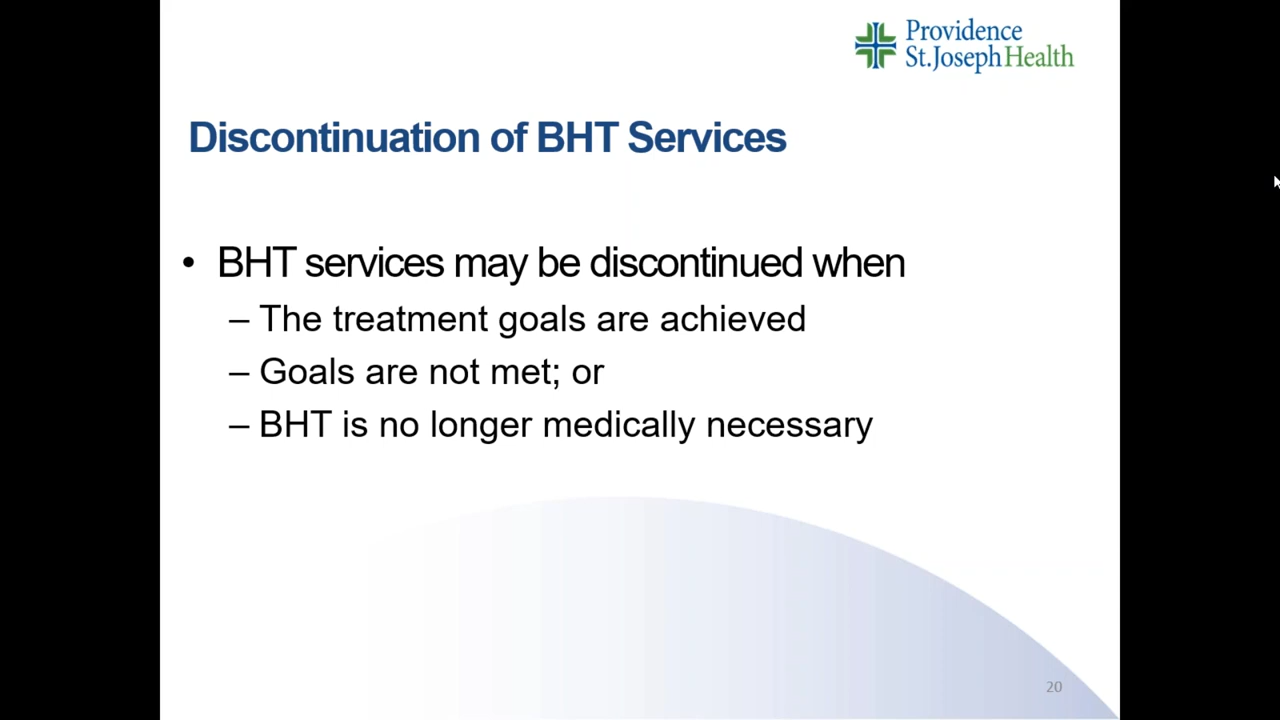 Providence
St.Joseph Health
Discontinuation of BHT Services
• BHT services may be discontinued when
– The treatment goals are achieved
– Goals are not met; or
– BHT is no longer medically necessary
20